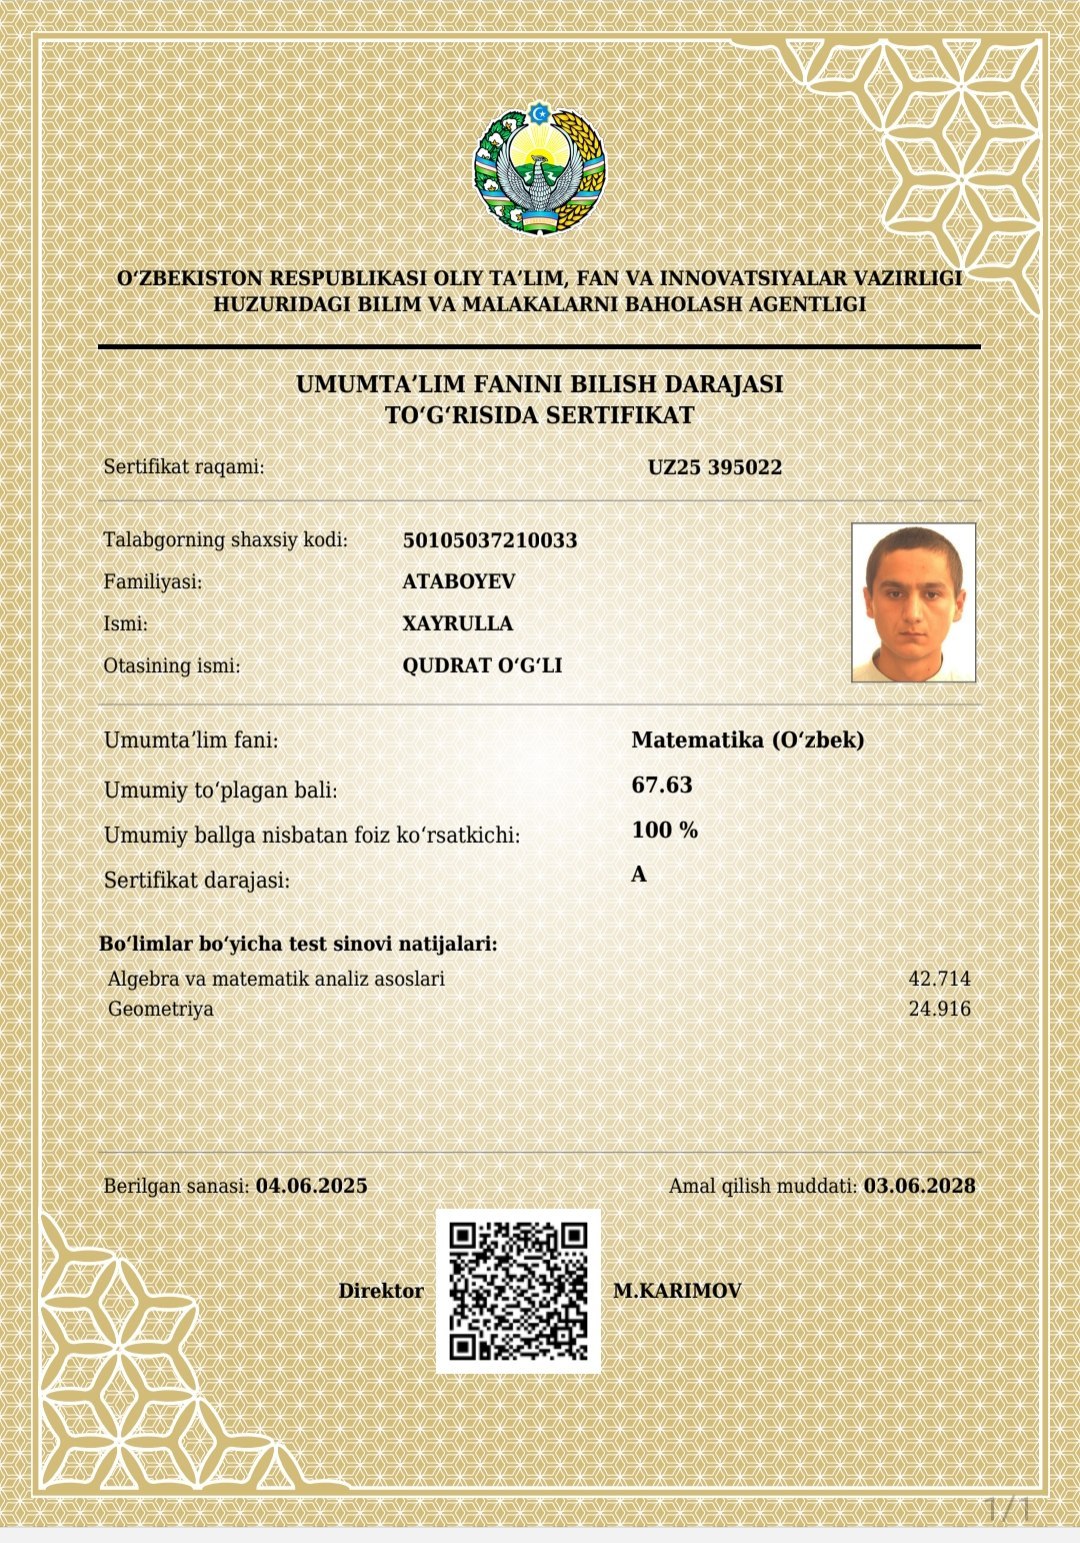 O‘ZBEKISTON RESPUBLIKASI OLIY TA’LIM, FAN VA INNOVATSIYALAR VAZIRLIGI
HUZURIDAGI BILIM VA MALAKALARNI BAHOLASH AGENTLIGI
UMUMTA’LIM FANINI BILISH DARAJASI
TO‘G‘RISIDA SERTIFIKAT
Sertifikat raqami: UZ25 395022
Talabgorning shaxsiy kodi: 50105037210033
Familiyasi: ATABOYEV
Ismi: XAYRULLA
Otasining ismi: QUDRAT O‘G‘LI
Umumta’lim fani: Matematika (O‘zbek)
Umumiy to‘plagan bali: 67.63
Umumiy ballga nisbatan foiz ko‘rsatkichi: 100 %
Sertifikat darajasi: A
Bo‘limlar bo‘yicha test sinovi natijalari:
Algebra va matematik analiz asoslari 42.714
Geometriya 24.916
Berilgan sanasi: 04.06.2025 Amal qilish muddati: 03.06.2028
Direktor M.KARIMOV
1/1